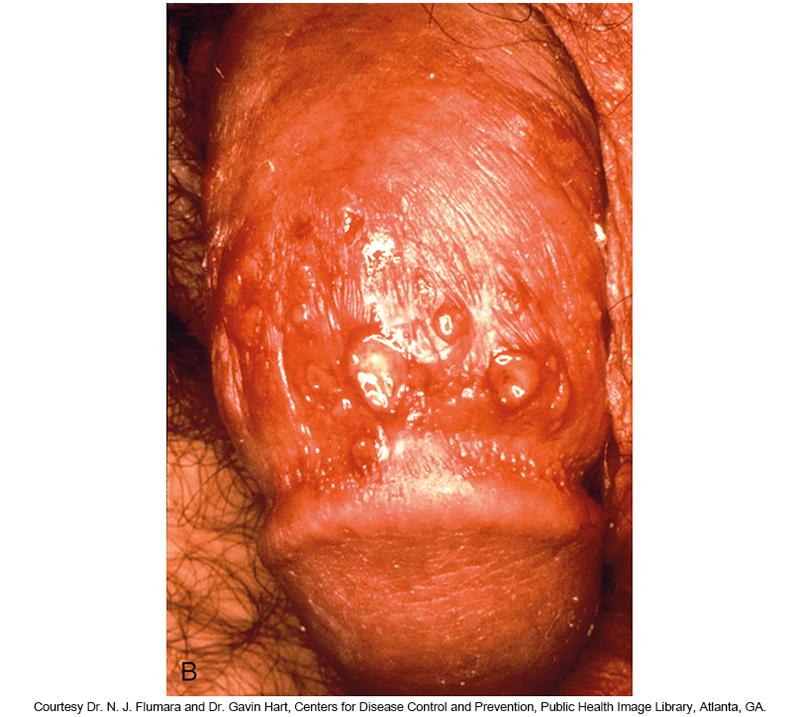 B
Courtesy Dr. N. J. Flumara and Dr. Gavin Hart, Centers for Disease Control and Prevention, Public Health Image Library, Atlanta, GA.